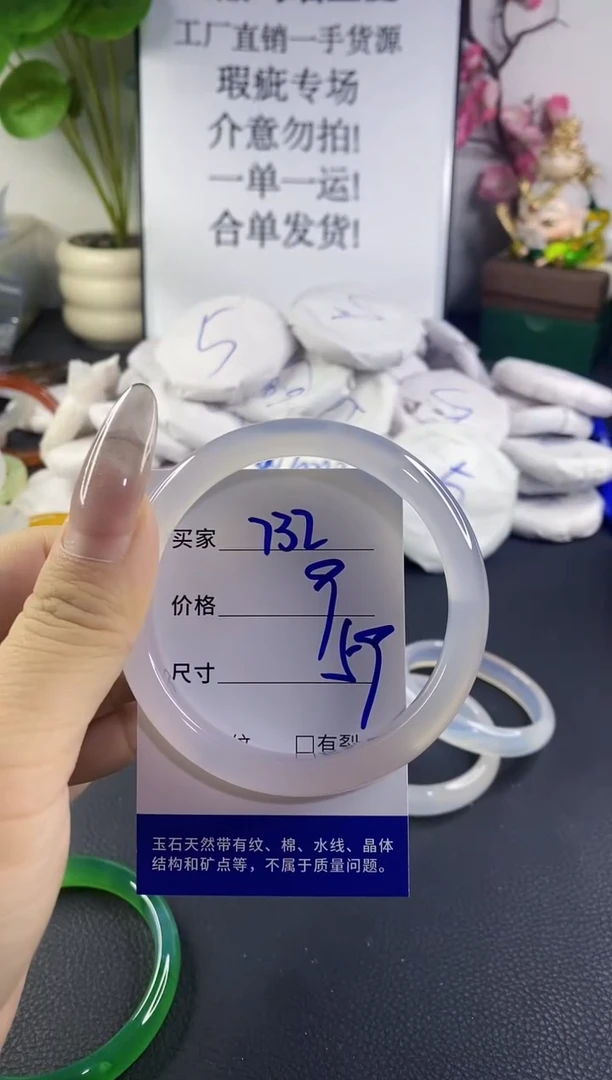 工厂直销一手货源
瑕疵专场
介意勿拍!
一单一运!
合单发货!
5
5
5
买家 732
价格 9
尺寸 59
纹 □有裂
玉石天然带有纹、棉、水线、晶体
结构和矿点等，不属于质量问题。